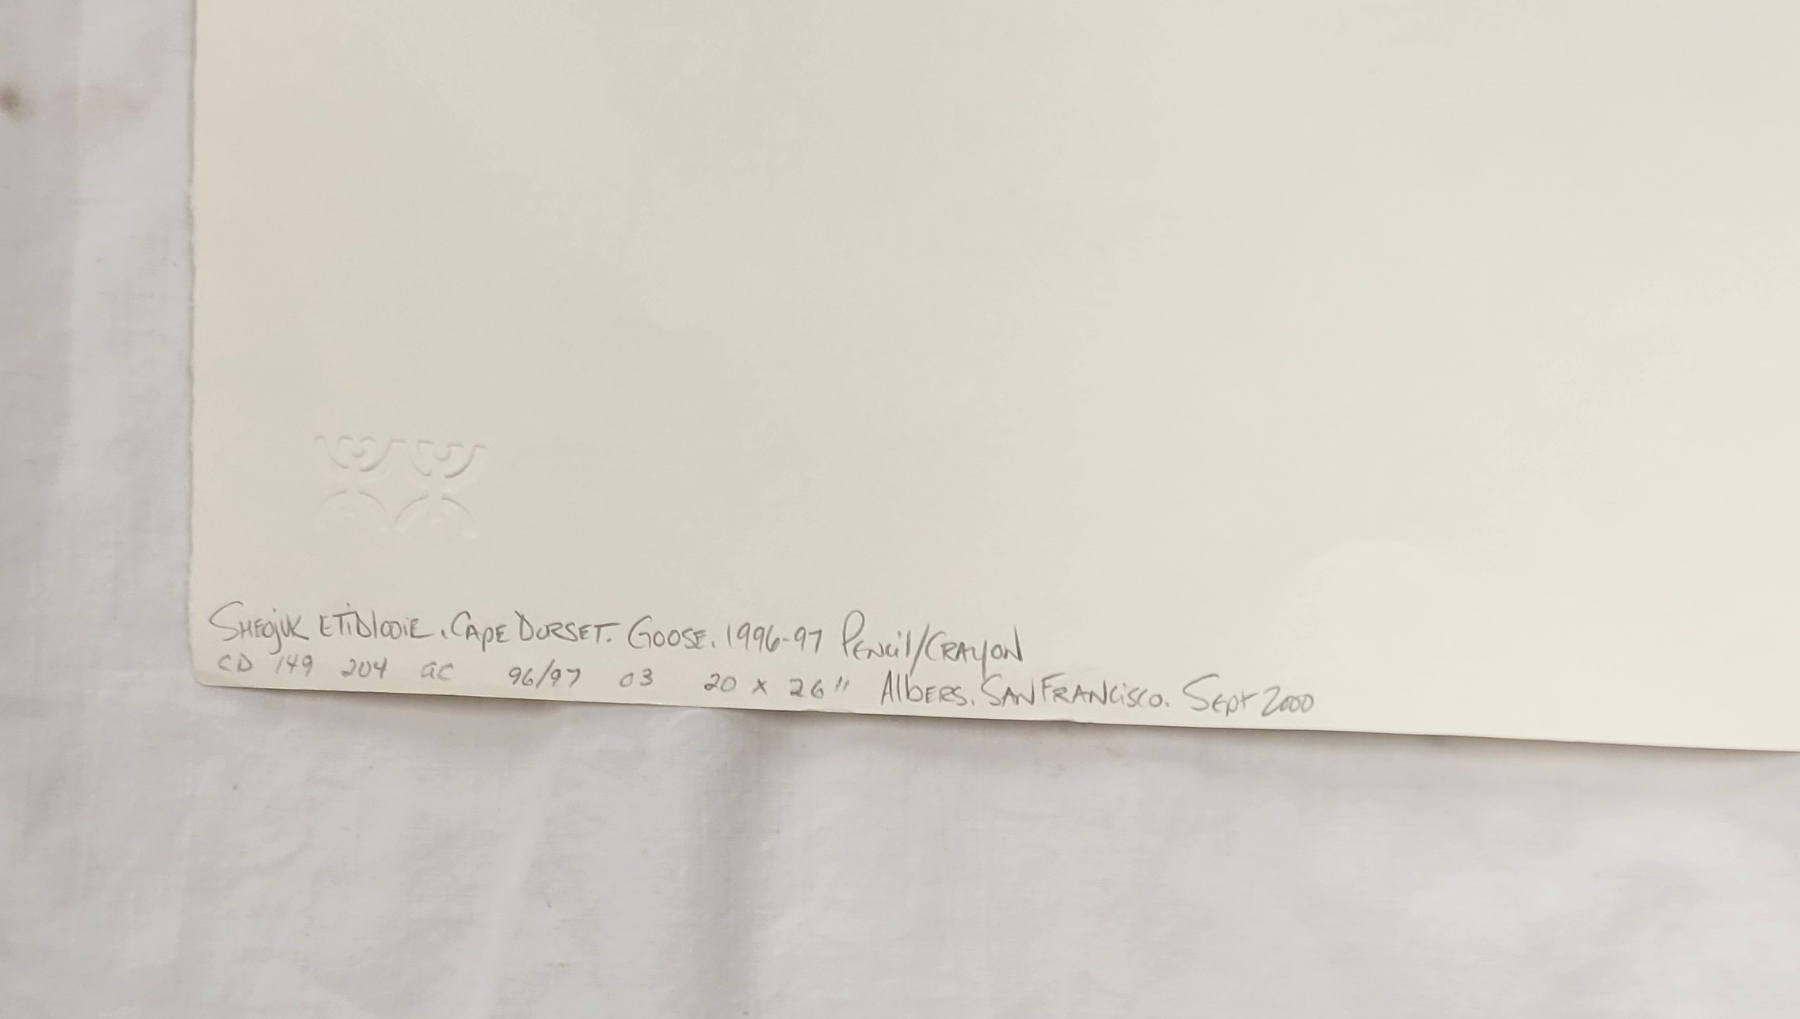 SHEOJUK ETIDLOOIE. CAPE DORSET. GOOSE. 1996-97 PENCIL/CRAYON
CD 149 204 GC 96/97 03 20 x 26" ALBERS. SAN FRANCISCO. SEPT 2000